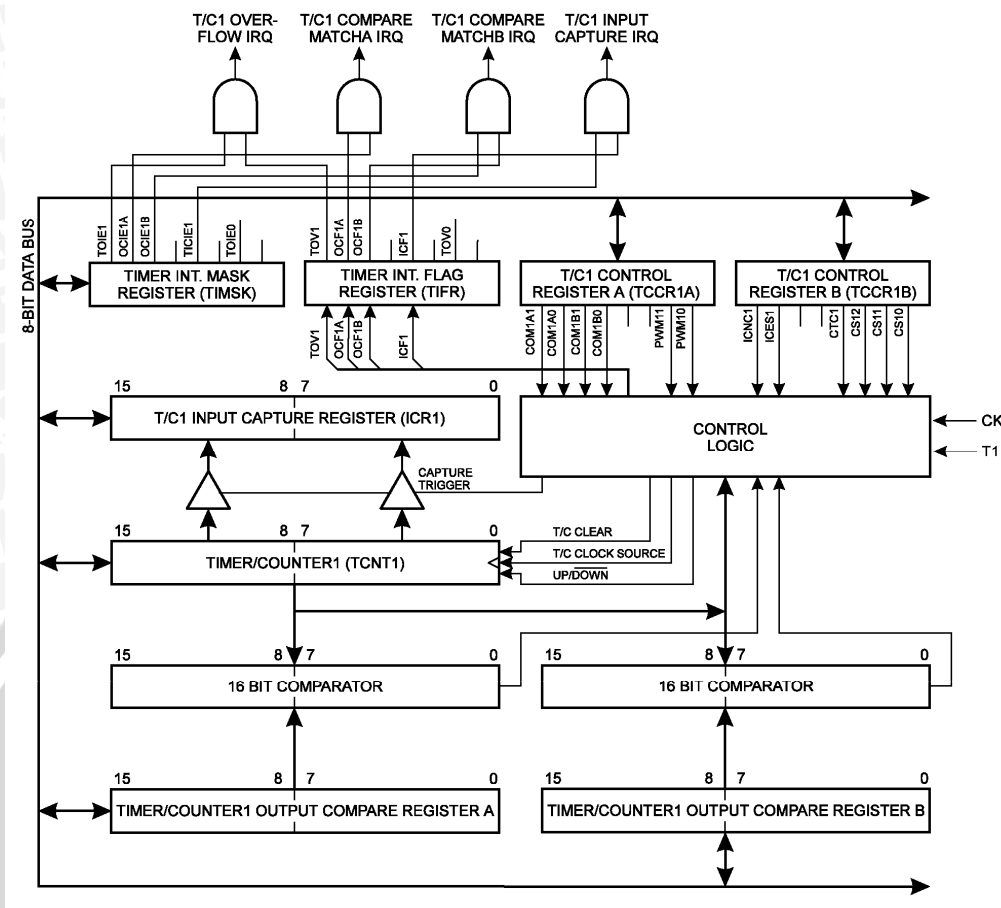 T/C1 OVER-
FLOW IRQ
T/C1 COMPARE
MATCHA IRQ
T/C1 COMPARE
MATCHB IRQ
T/C1 INPUT
CAPTURE IRQ
8-BIT DATA BUS
TOIE1
OCIE1A
OCIE1B
TICIE1
TOIE0
TOV1
OCF1A
OCF1B
ICF1
TOV0
TIMER INT. MASK
REGISTER (TIMSK)
TIMER INT. FLAG
REGISTER (TIFR)
T/C1 CONTROL
REGISTER A (TCCR1A)
T/C1 CONTROL
REGISTER B (TCCR1B)
TOV1
OCF1A
OCF1B
ICF1
COM1A1
COM1A0
COM1B1
COM1B0
PWM11
PWM10
ICNC1
ICES1
CTC1
CS12
CS11
CS10
15 8 7 0
T/C1 INPUT CAPTURE REGISTER (ICR1)
CONTROL
LOGIC
CK
T1
CAPTURE
TRIGGER
15 8 7 0
TIMER/COUNTER1 (TCNT1)
T/C CLEAR
T/C CLOCK SOURCE
UP/DOWN
15 8 7 0
16 BIT COMPARATOR
15 8 7 0
16 BIT COMPARATOR
15 8 7 0
TIMER/COUNTER1 OUTPUT COMPARE REGISTER A
15 8 7 0
TIMER/COUNTER1 OUTPUT COMPARE REGISTER B